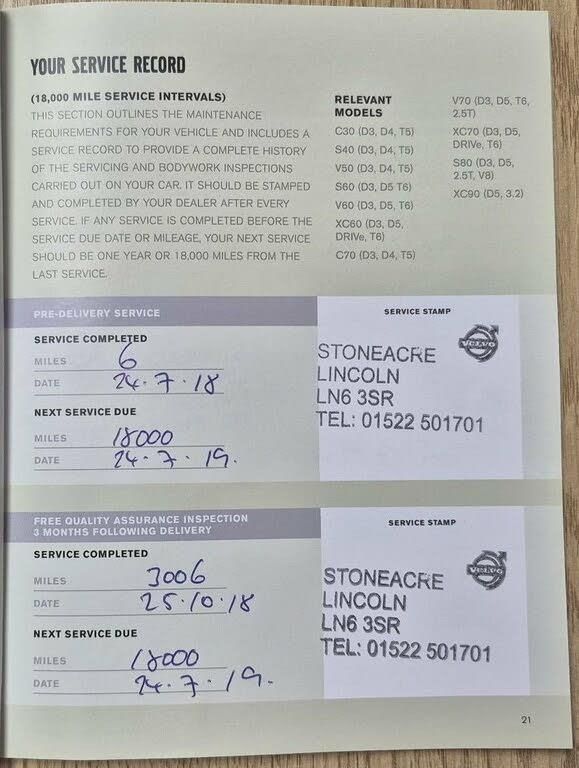 YOUR SERVICE RECORD
(18,000 MILE SERVICE INTERVALS)
THIS SECTION OUTLINES THE MAINTENANCE
REQUIREMENTS FOR YOUR VEHICLE AND INCLUDES A
SERVICE RECORD TO PROVIDE A COMPLETE HISTORY
OF THE SERVICING AND BODYWORK INSPECTIONS
CARRIED OUT ON YOUR CAR. IT SHOULD BE STAMPED
AND COMPLETED BY YOUR DEALER AFTER EVERY
SERVICE. IF ANY SERVICE IS COMPLETED BEFORE THE
SERVICE DUE DATE OR MILEAGE, YOUR NEXT SERVICE
SHOULD BE ONE YEAR OR 18,000 MILES FROM THE
LAST SERVICE.
RELEVANT
MODELS
C30 (D3, D4, T5)
S40 (D3, D4, T5)
V50 (D3, D4, T5)
S60 (D3, D5 T6)
V60 (D3, D5, T6)
XC60 (D3, D5,
DRIVe, T6)
C70 (D3, D4, T5)
V70 (D3, D5, T6,
2.5T)
XC70 (D3, D5,
DRIVe, T6)
S80 (D3, D5,
2.5T, V8)
XC90 (D5, 3.2)
PRE-DELIVERY SERVICE
SERVICE COMPLETED
MILES 6
DATE 24.7.18
NEXT SERVICE DUE
MILES 18000
DATE 24.7.19.
SERVICE STAMP
VOLVO
STONEACRE
LINCOLN
LN6 3SR
TEL: 01522 501701
FREE QUALITY ASSURANCE INSPECTION
3 MONTHS FOLLOWING DELIVERY
SERVICE COMPLETED
MILES 3006
DATE 25.10.18
NEXT SERVICE DUE
MILES 18000
DATE 24.7.19.
SERVICE STAMP
VOLVO
STONEACRE
LINCOLN
LN6 3SR
TEL: 01522 501701
21